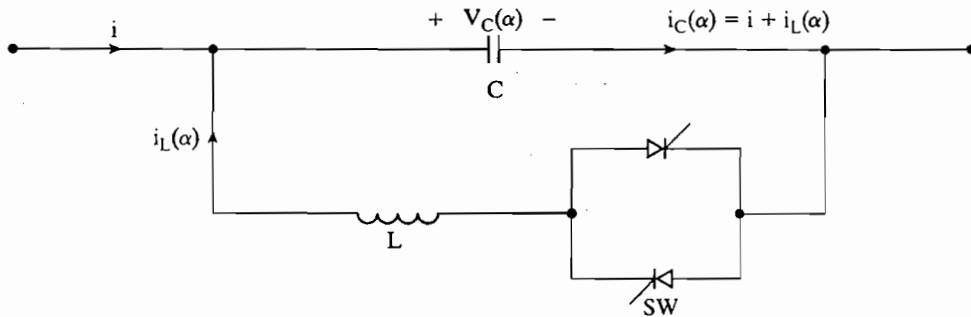 i
+ V_C(α) −
i_C(α) = i + i_L(α)
C
i_L(α)
L
SW